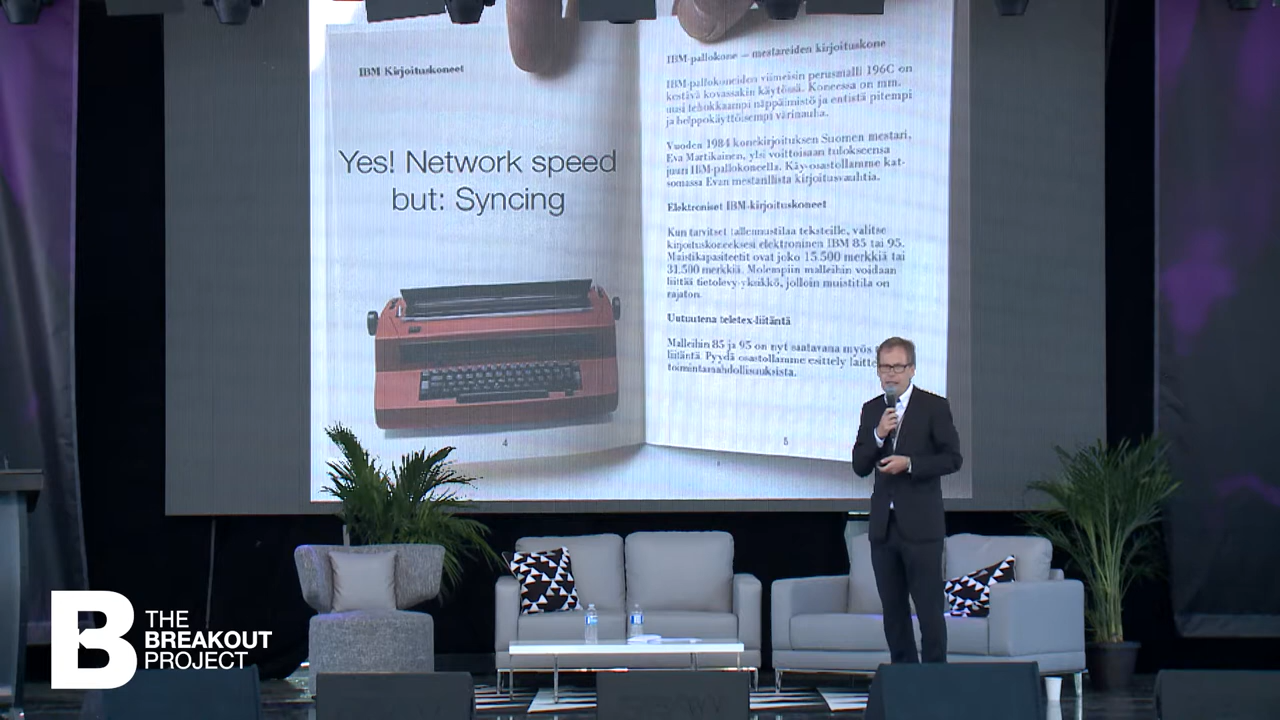 IBM Kirjoituskoneet
Yes! Network speed
but: Syncing
4
IBM-pallokone – mestareiden kirjoituskone
IBM-pallokoneiden viimeisin perusmalli 196C on
kestävä kovassakin käytössä. Koneessa on mm.
uusi tehokkaampi näppäimistö ja entistä pitempi
ja helppokäyttöisempi värinauha.
Vuoden 1984 konekirjoituksen Suomen mestari,
Eva Martikainen, ylsi voittoisaan tulokseensa
juuri IBM-pallokoneella. Käy osastollamme kat-
somassa Evan mestarillista kirjoitusvauhtia.
Elektroniset IBM-kirjoituskoneet
Kun tarvitset tallennustilaa teksteille, valitse
kirjoituskoneeksesi elektroninen IBM 85 tai 95.
Muistikapasiteetit ovat joko 15.500 merkkiä tai
31.500 merkkiä. Molempiin malleihin voidaan
liittää tietolevy-yksikkö, jolloin muistitila on
rajaton.
Uutuutena teletex-liitäntä
Malleihin 85 ja 95 on nyt saatavana myös
liitäntä. Pyydä osastollamme esittely laitte
toimintamahdollisuuksista.
5
B THE
BREAKOUT
PROJECT